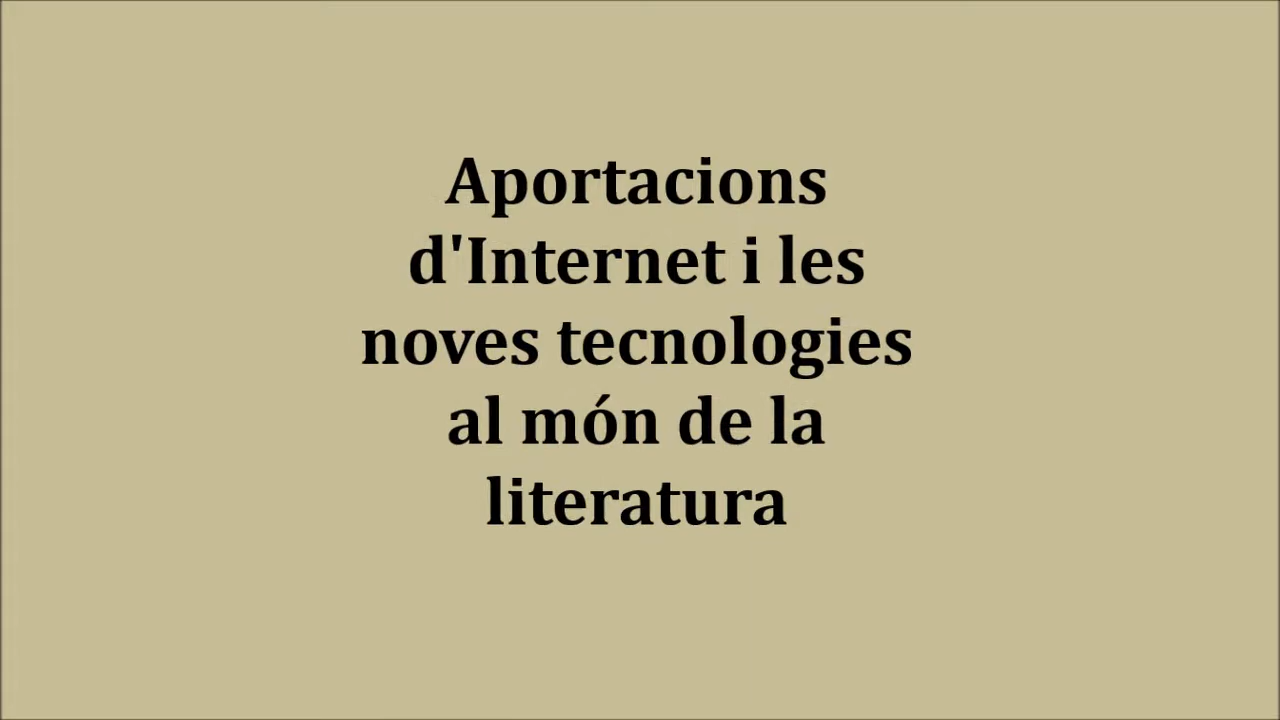 Aportacions
d'Internet i les
noves tecnologies
al món de la
literatura